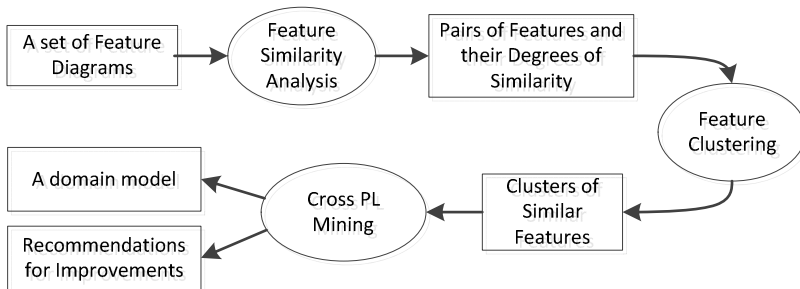 A set of Feature
Diagrams
Feature
Similarity
Analysis
Pairs of Features and
their Degrees of
Similarity
Feature
Clustering
Clusters of
Similar
Features
Cross PL
Mining
A domain model
Recommendations
for Improvements